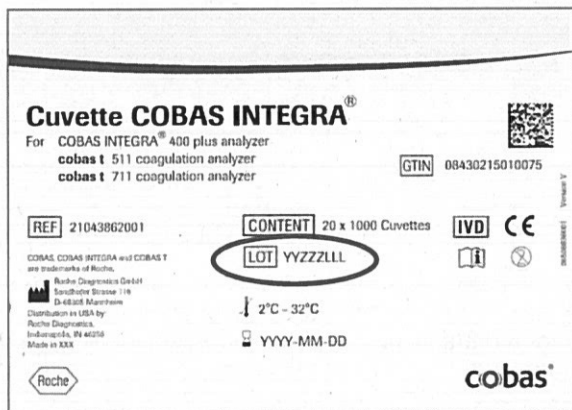 Cuvette COBAS INTEGRA®
For COBAS INTEGRA® 400 plus analyzer
cobas t 511 coagulation analyzer
cobas t 711 coagulation analyzer
GTIN 08430215010075
REF 21043862001
CONTENT 20 x 1000 Cuvettes
IVD CE
COBAS, COBAS INTEGRA and COBAS T
are trademarks of Roche.
LOT YYZZZLLL
Roche Diagnostics GmbH
Sandhofer Strasse 116
D-68305 Mannheim
Distribution in USA by:
Roche Diagnostics,
Indianapolis, IN 46256
Made in XXX
2°C - 32°C
YYYY-MM-DD
Roche
cobas®
Version V